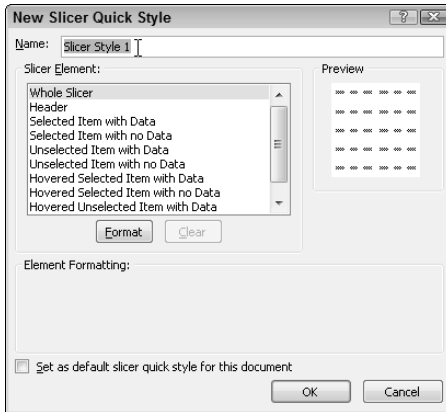 New Slicer Quick Style
Name: Slicer Style 1
Slicer Element:
Preview
Whole Slicer
Header
Selected Item with Data
Selected Item with no Data
Unselected Item with Data
Unselected Item with no Data
Hovered Selected Item with Data
Hovered Selected Item with no Data
Hovered Unselected Item with Data
Format Clear
Element Formatting:
Set as default slicer quick style for this document
OK Cancel